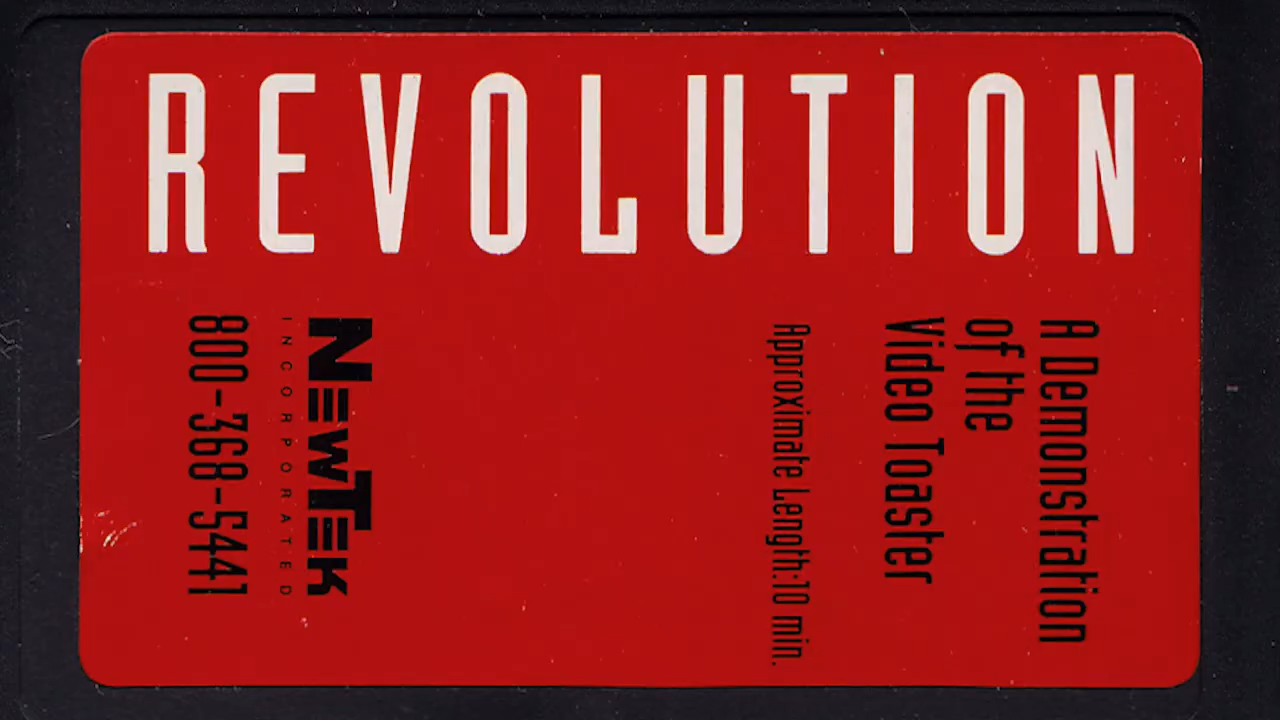 REVOLUTION
A Demonstration
of the
Video Toaster
Approximate Length:10 min.
NEWTEK
INCORPORATED
800-368-5441